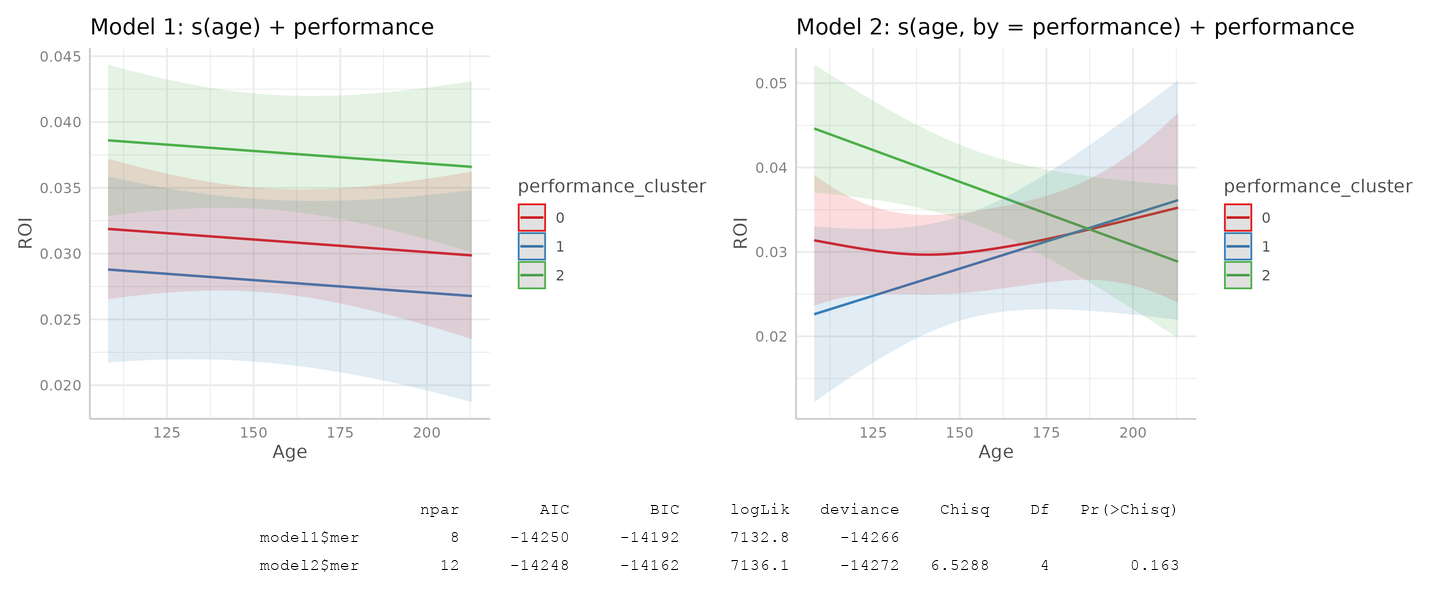 Model 1: s(age) + performance
0.045
0.040
0.035
0.030
0.025
0.020
ROI
125 150 175 200
Age
performance_cluster
0
1
2
Model 2: s(age, by = performance) + performance
0.05
0.04
0.03
0.02
ROI
125 150 175 200
Age
performance_cluster
0
1
2
npar AIC BIC logLik deviance Chisq Df Pr(>Chisq)
model1$mer 8 -14250 -14192 7132.8 -14266
model2$mer 12 -14248 -14162 7136.1 -14272 6.5288 4 0.163